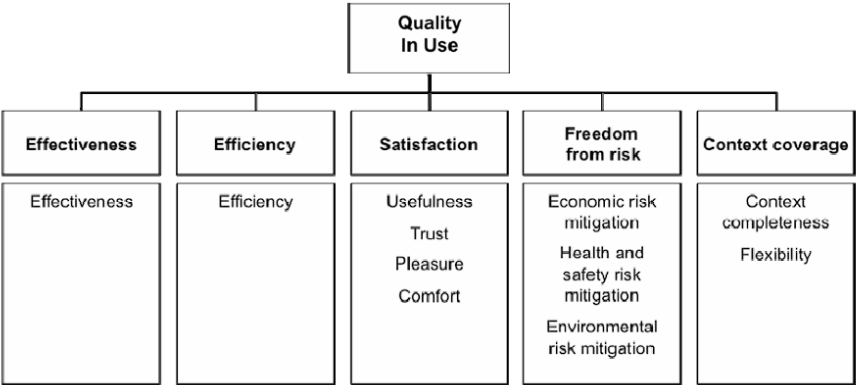 Quality
In Use
Effectiveness
Efficiency
Satisfaction
Freedom
from risk
Context coverage
Effectiveness
Efficiency
Usefulness
Trust
Pleasure
Comfort
Economic risk
mitigation
Health and
safety risk
mitigation
Environmental
risk mitigation
Context
completeness
Flexibility